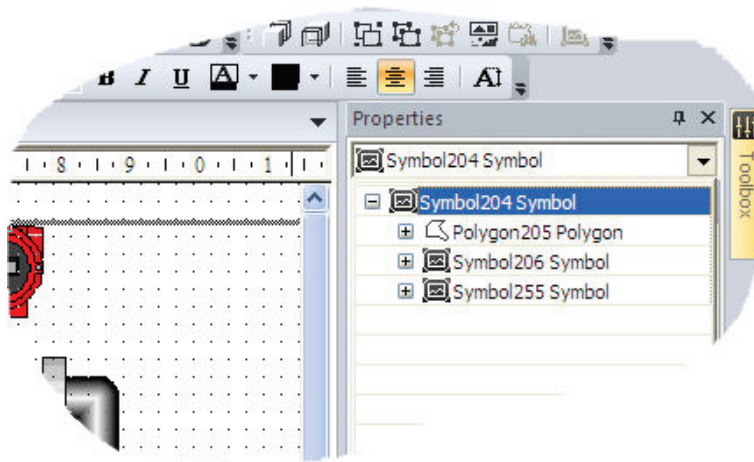 B I U A A
Properties
8 9 0 1
Symbol204 Symbol
Symbol204 Symbol
Polygon205 Polygon
Symbol206 Symbol
Symbol255 Symbol
Toolbox